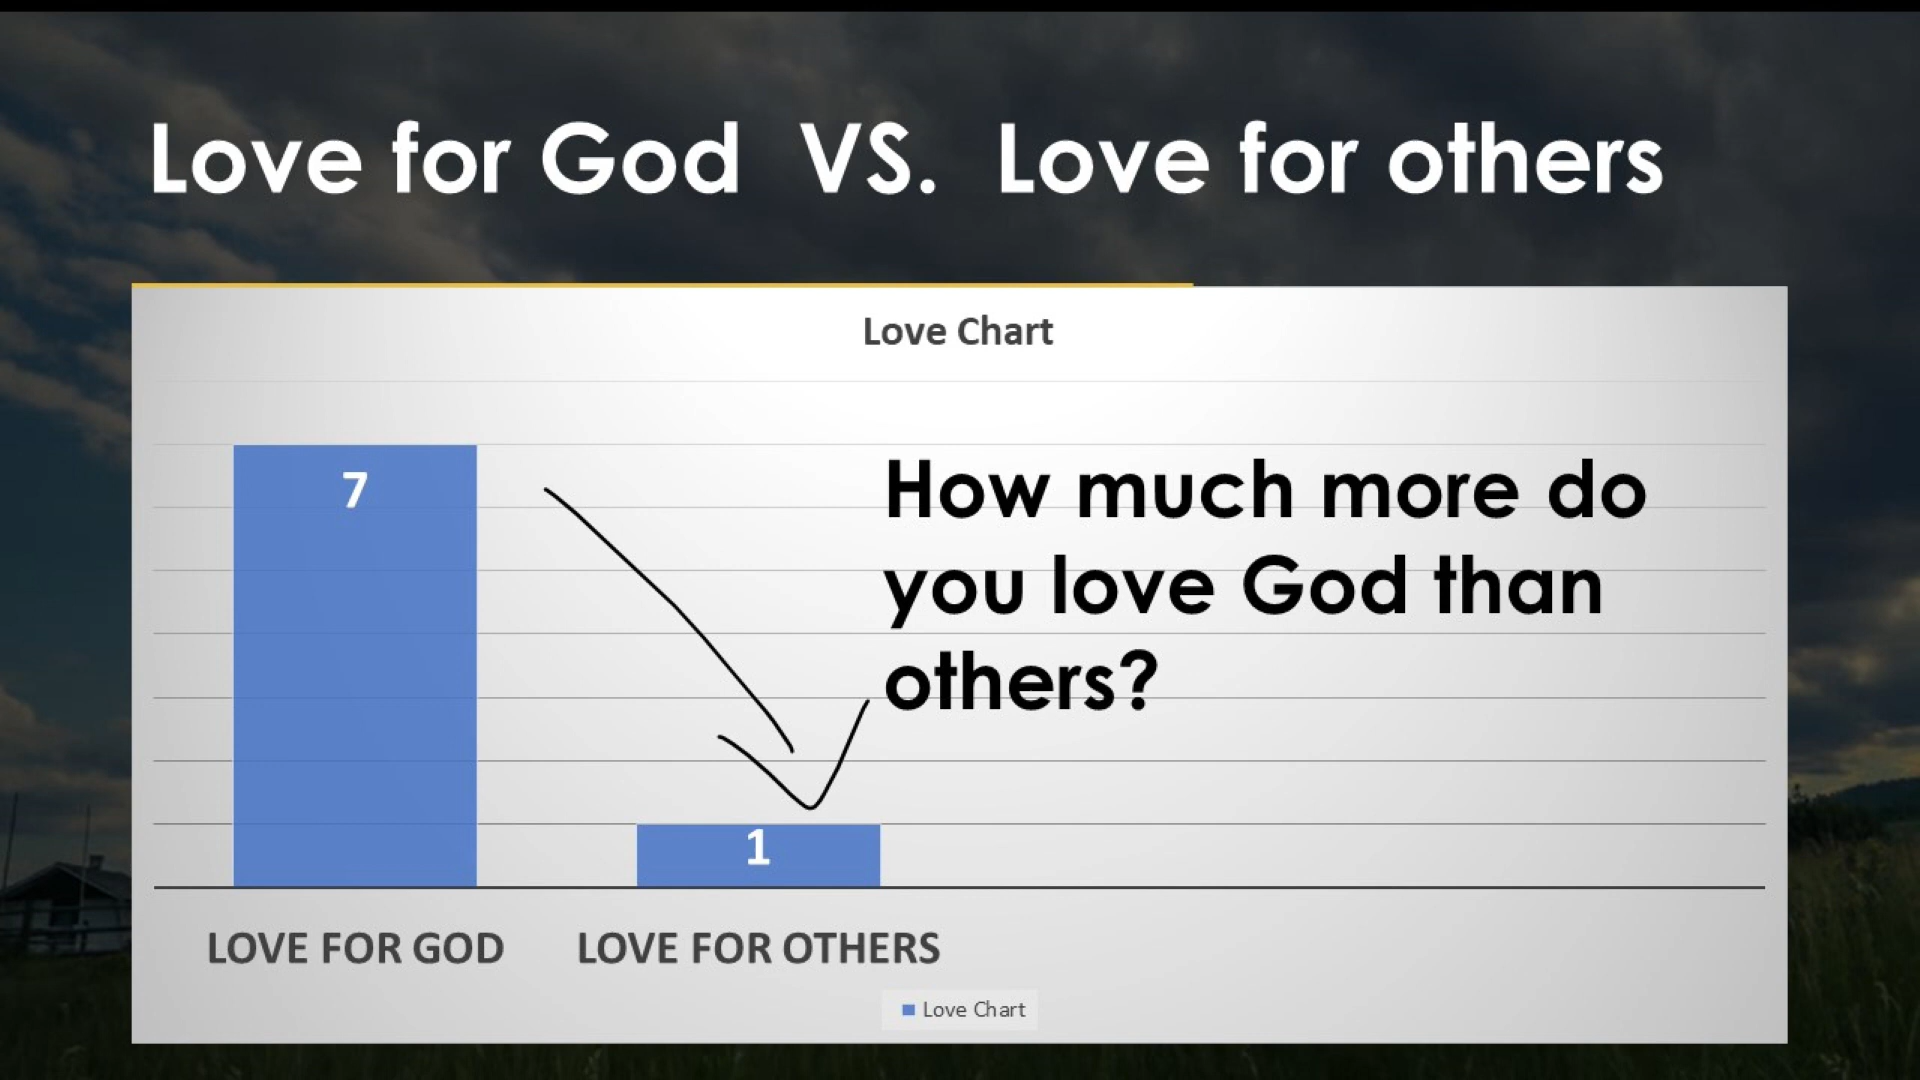 Love for God  VS.  Love for others
Love Chart
7
How much more do
you love God than
others?
1
LOVE FOR GOD
LOVE FOR OTHERS
Love Chart